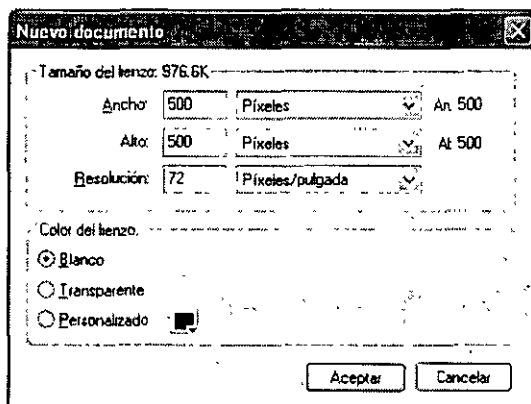 Nuevo documento
Tamaño del lienzo: 976.6K
Ancho: 500 Píxeles An. 500
Alto: 500 Píxeles Al: 500
Resolución: 72 Píxeles/pulgada
Color del lienzo:
Blanco
Transparente
Personalizado
Aceptar Cancelar